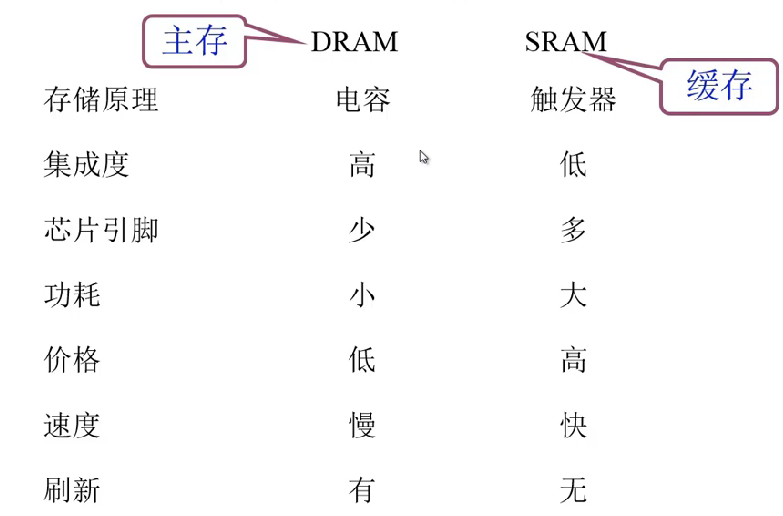 主存 DRAM SRAM
缓存
存储原理 电容 触发器
集成度 高 低
芯片引脚 少 多
功耗 小 大
价格 低 高
速度 慢 快
刷新 有 无